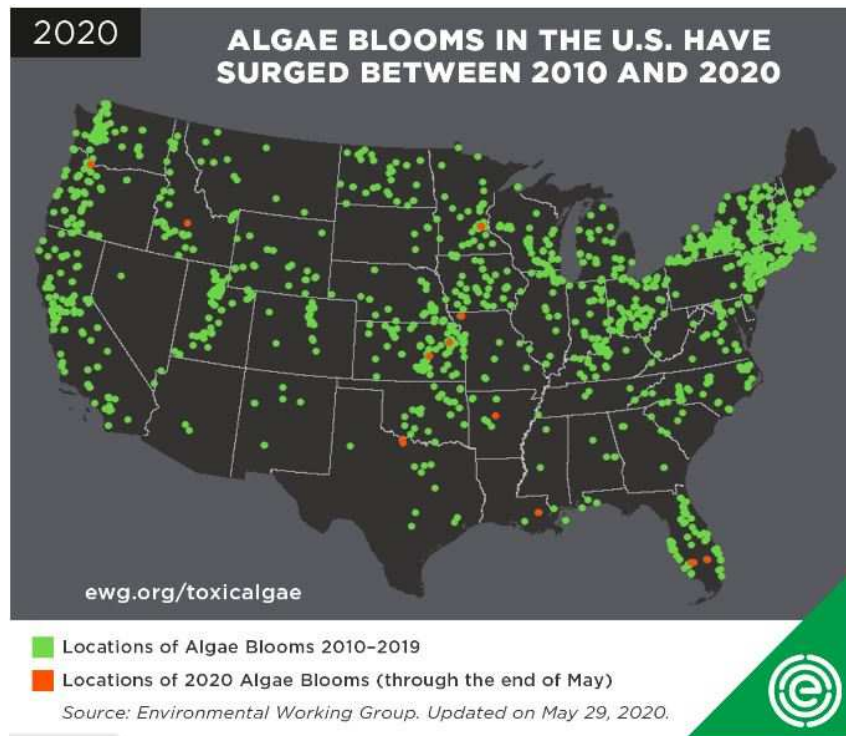 2020
ALGAE BLOOMS IN THE U.S. HAVE
SURGED BETWEEN 2010 AND 2020
ewg.org/toxicalgae
Locations of Algae Blooms 2010–2019
Locations of 2020 Algae Blooms (through the end of May)
Source: Environmental Working Group. Updated on May 29, 2020.